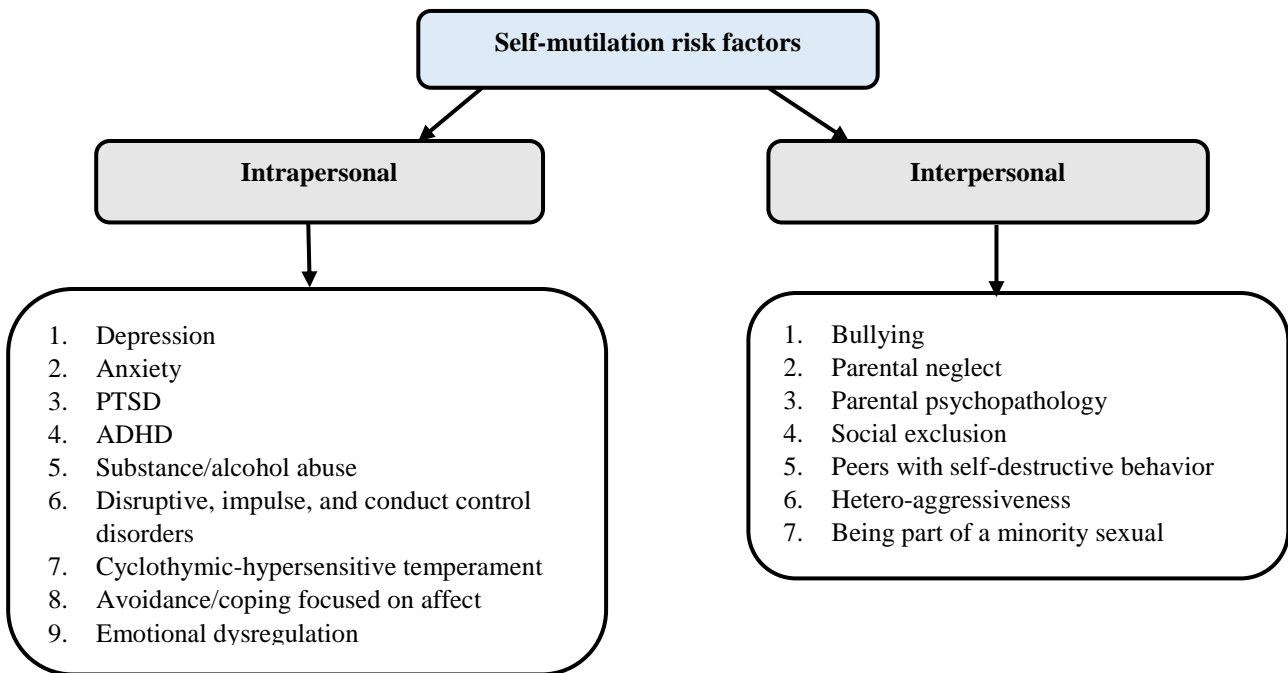 Self-mutilation risk factors
Intrapersonal
Interpersonal
1. Depression
2. Anxiety
3. PTSD
4. ADHD
5. Substance/alcohol abuse
6. Disruptive, impulse, and conduct control
disorders
7. Cyclothymic-hypersensitive temperament
8. Avoidance/coping focused on affect
9. Emotional dysregulation
1. Bullying
2. Parental neglect
3. Parental psychopathology
4. Social exclusion
5. Peers with self-destructive behavior
6. Hetero-aggressiveness
7. Being part of a minority sexual